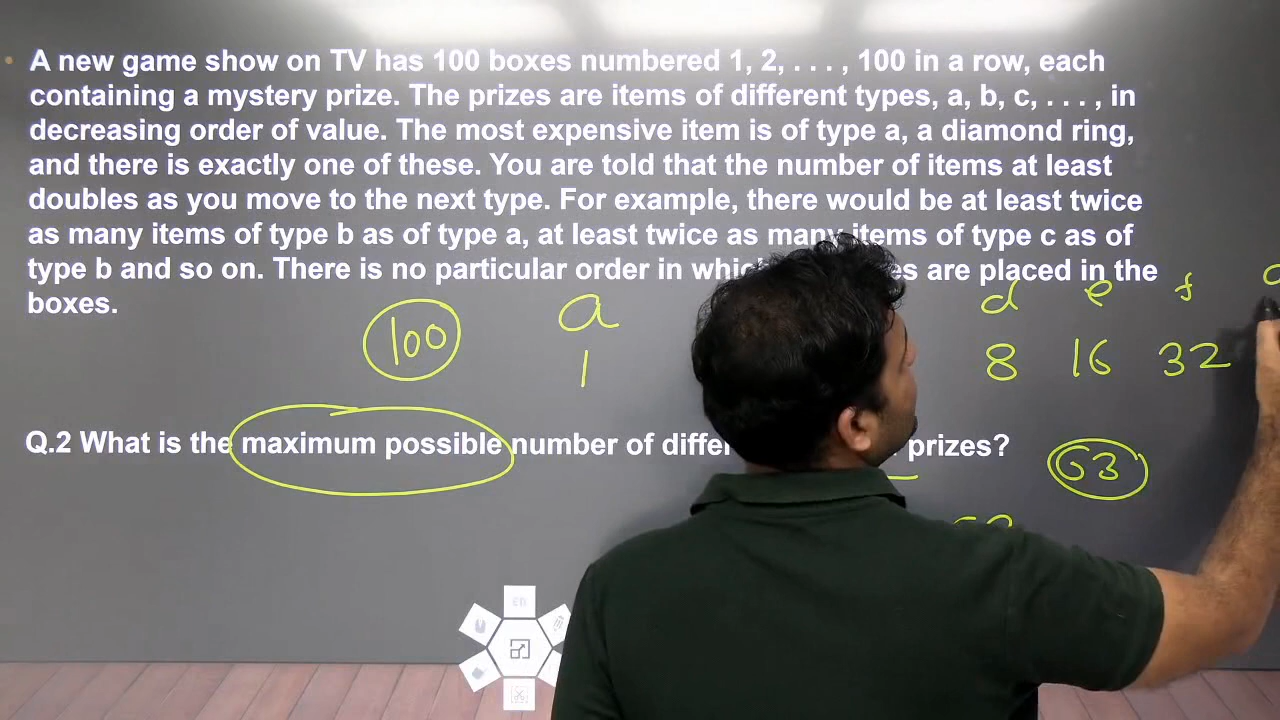 A new game show on TV has 100 boxes numbered 1, 2, . . . , 100 in a row, each
containing a mystery prize. The prizes are items of different types, a, b, c, . . . , in
decreasing order of value. The most expensive item is of type a, a diamond ring,
and there is exactly one of these. You are told that the number of items at least
doubles as you move to the next type. For example, there would be at least twice
as many items of type b as of type a, at least twice as many items of type c as of
type b and so on. There is no particular order in are placed in the
boxes.
100 a d e f
1 8 16 32
Q.2 What is the maximum possible number of prizes?
63